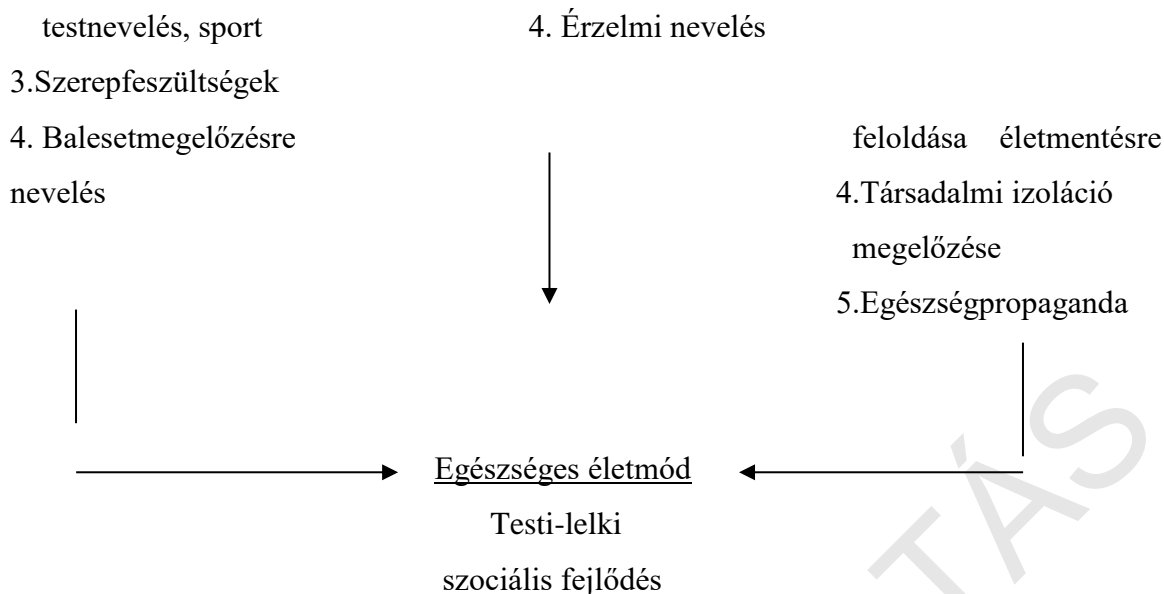 testnevelés, sport
4. Érzelmi nevelés
3.Szerepfeszültségek
4. Balesetmegelőzésre
nevelés
feloldása életmentésre
4.Társadalmi izoláció
megelőzése
5.Egészségpropaganda
Egészséges életmód
Testi-lelki
szociális fejlődés
TÁS